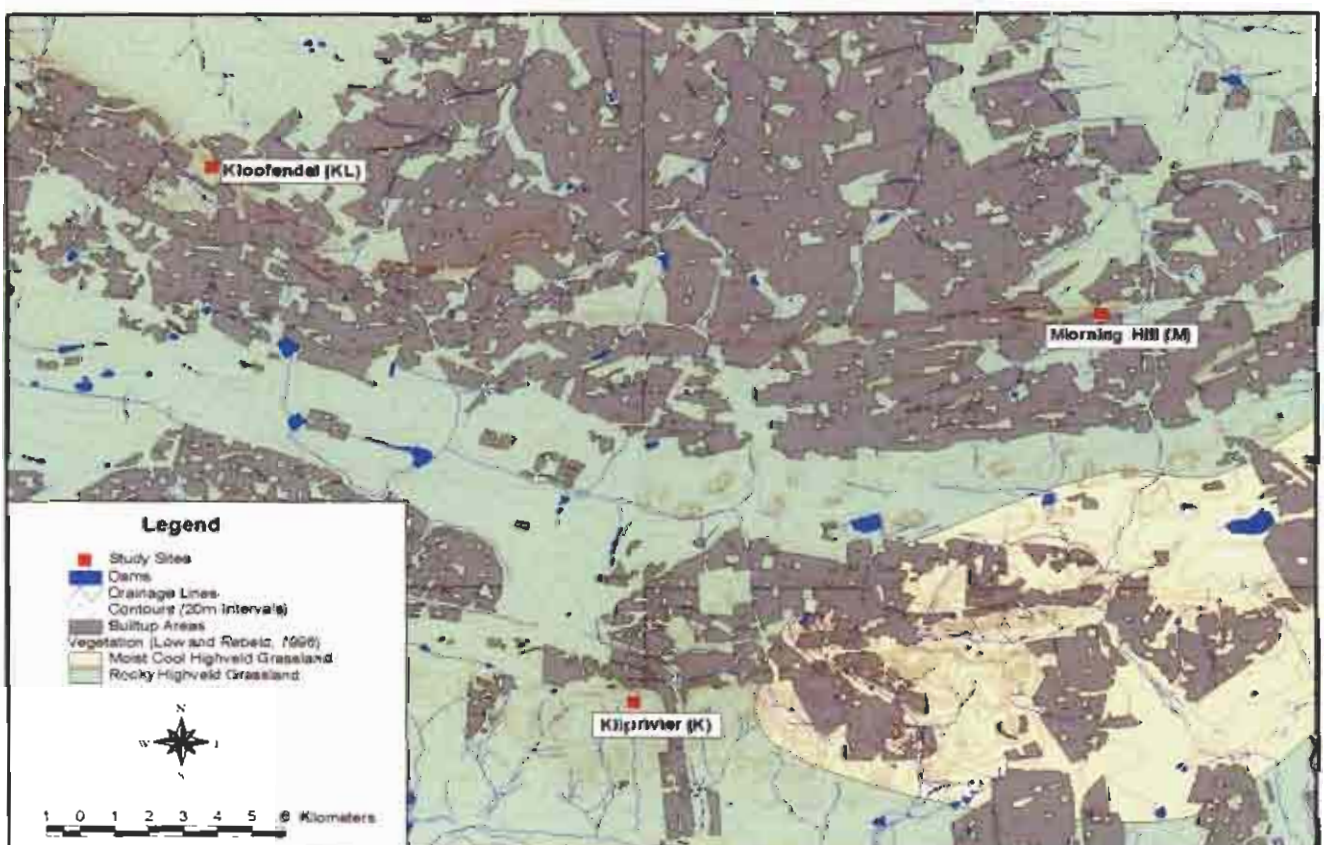 Kloofendal (KL)
Morning Hill (M)
Legend
Study Sites
Dams
Drainage Lines
Contours (20m Intervals)
Builtup Areas
Vegetation (Low and Rebelo, 1996)
Moist Cool Highveld Grassland
Rocky Highveld Grassland
N
W
S
Kliprivier (K)
1 0 1 2 3 4 5 6 Kilometers